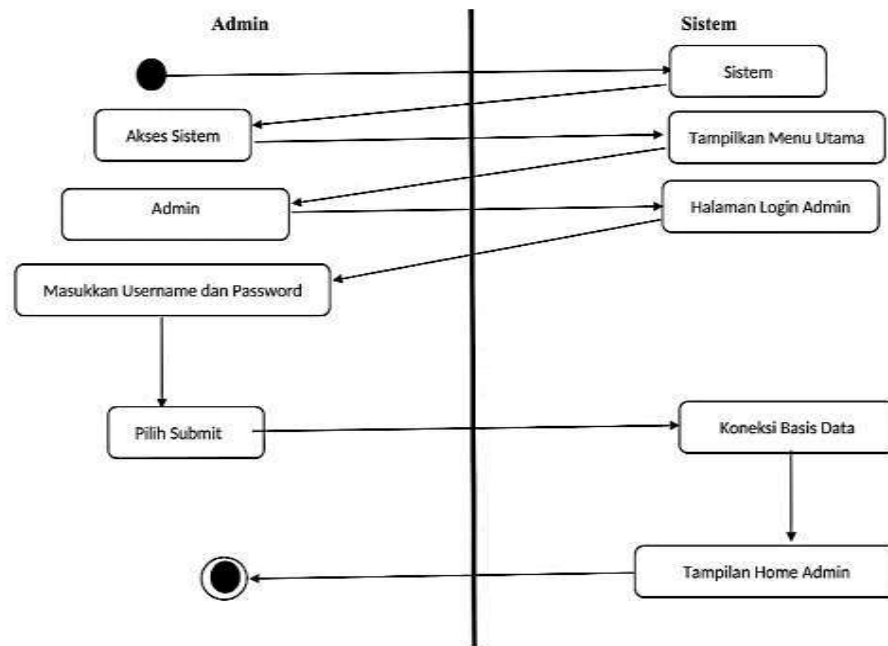 Admin
Sistem
Sistem
Akses Sistem
Tampilkan Menu Utama
Admin
Halaman Login Admin
Masukkan Username dan Password
Pilih Submit
Koneksi Basis Data
Tampilan Home Admin